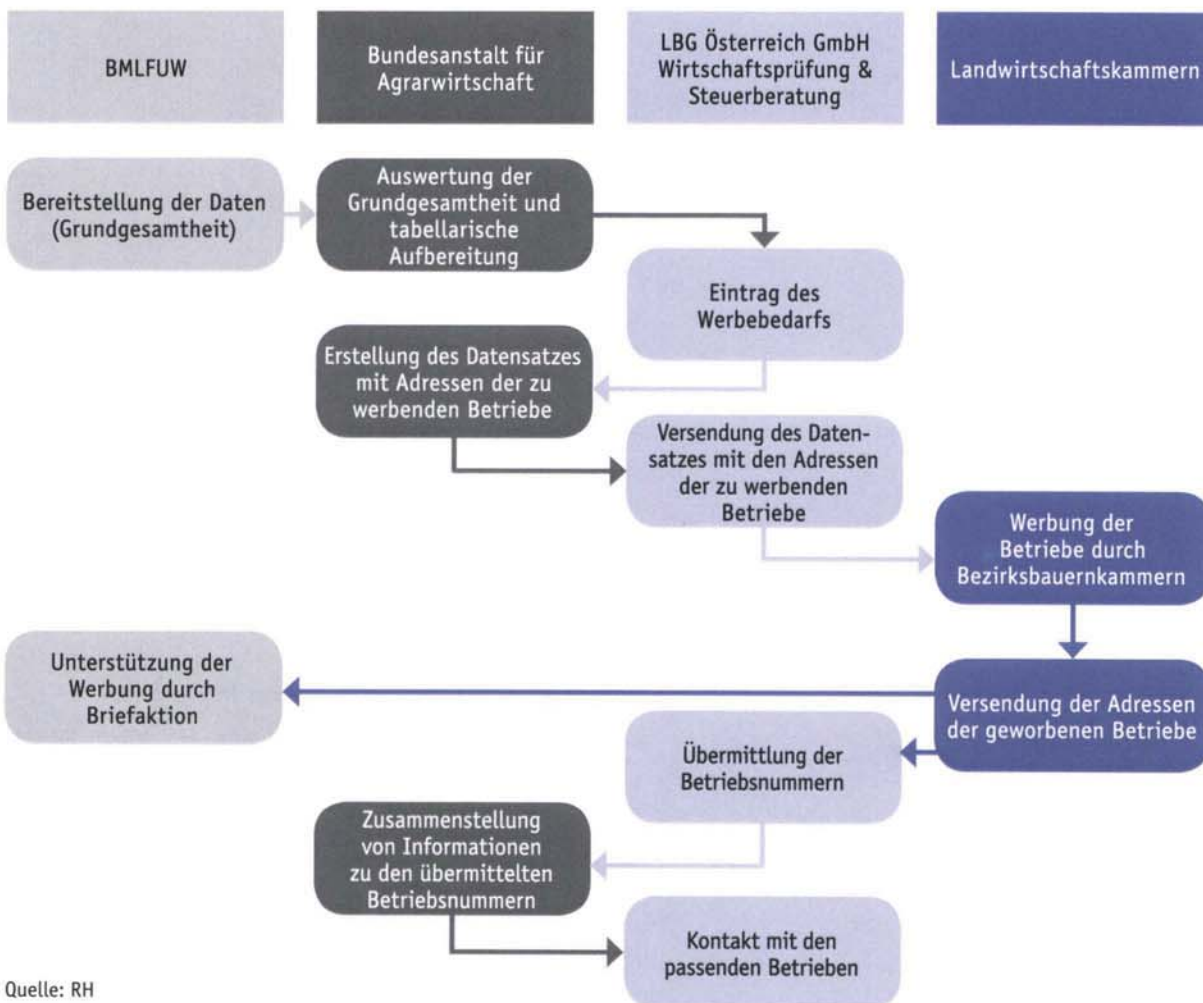 BMLFUW
Bundesanstalt für
Agrarwirtschaft
LBG Österreich GmbH
Wirtschaftsprüfung &
Steuerberatung
Landwirtschaftskammern
Bereitstellung der Daten
(Grundgesamtheit)
Auswertung der
Grundgesamtheit und
tabellarische
Aufbereitung
Eintrag des
Werbebedarfs
Erstellung des Datensatzes
mit Adressen der zu
werbenden Betriebe
Versendung des Daten-
satzes mit den Adressen
der zu werbenden
Betriebe
Werbung der
Betriebe durch
Bezirksbauernkammern
Unterstützung der
Werbung durch
Briefaktion
Versendung der Adressen
der geworbenen Betriebe
Übermittlung der
Betriebsnummern
Zusammenstellung
von Informationen
zu den übermittelten
Betriebsnummern
Kontakt mit den
passenden Betrieben
Quelle: RH